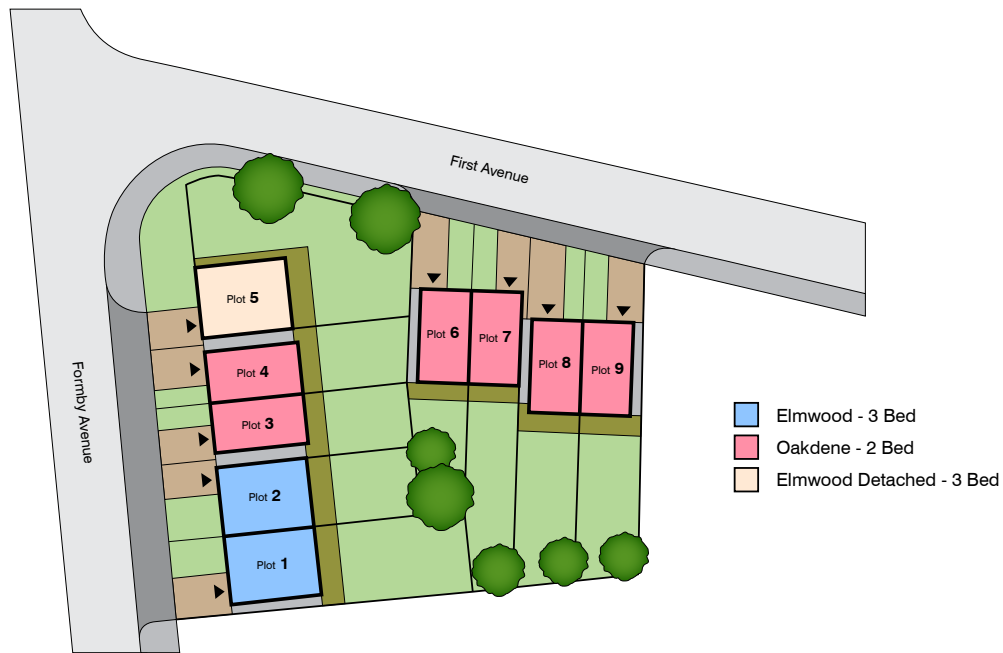 First Avenue
Formby Avenue
Plot 5
Plot 4
Plot 3
Plot 2
Plot 1
Plot 6
Plot 7
Plot 8
Plot 9
Elmwood - 3 Bed
Oakdene - 2 Bed
Elmwood Detached - 3 Bed